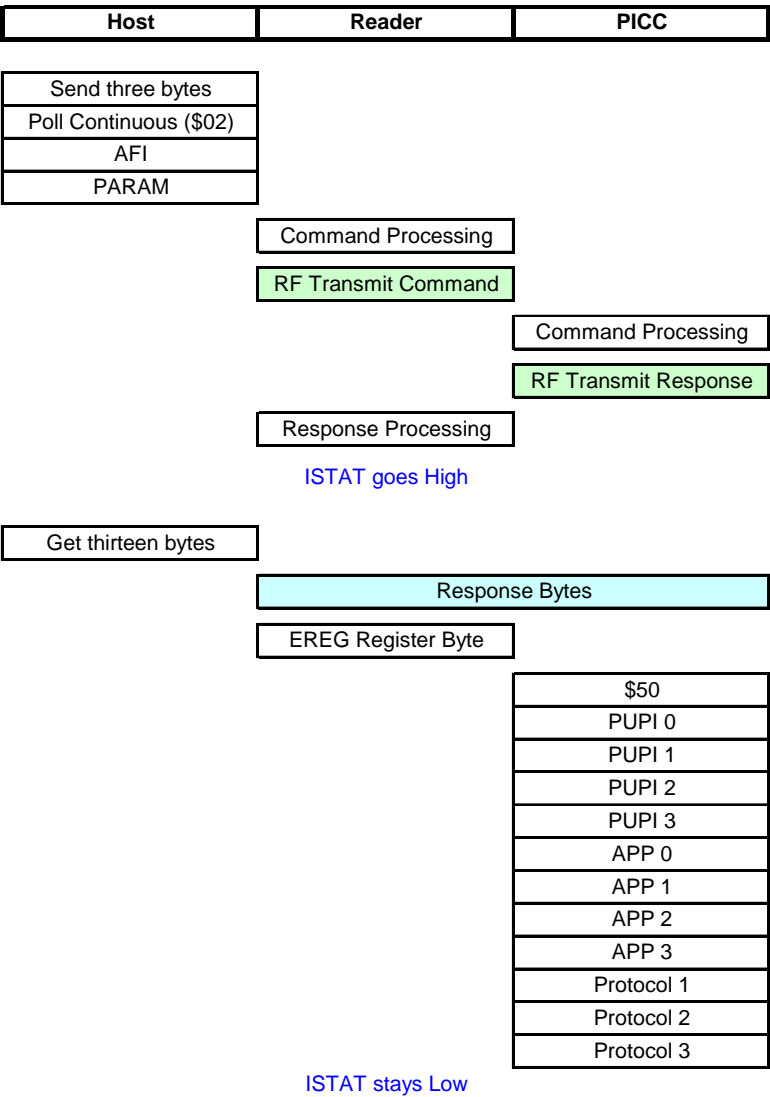 Host Reader PICC
Send three bytes
Poll Continuous ($02)
AFI
PARAM
Command Processing
RF Transmit Command
Command Processing
RF Transmit Response
Response Processing
ISTAT goes High
Get thirteen bytes
Response Bytes
EREG Register Byte
$50
PUPI 0
PUPI 1
PUPI 2
PUPI 3
APP 0
APP 1
APP 2
APP 3
Protocol 1
Protocol 2
Protocol 3
ISTAT stays Low